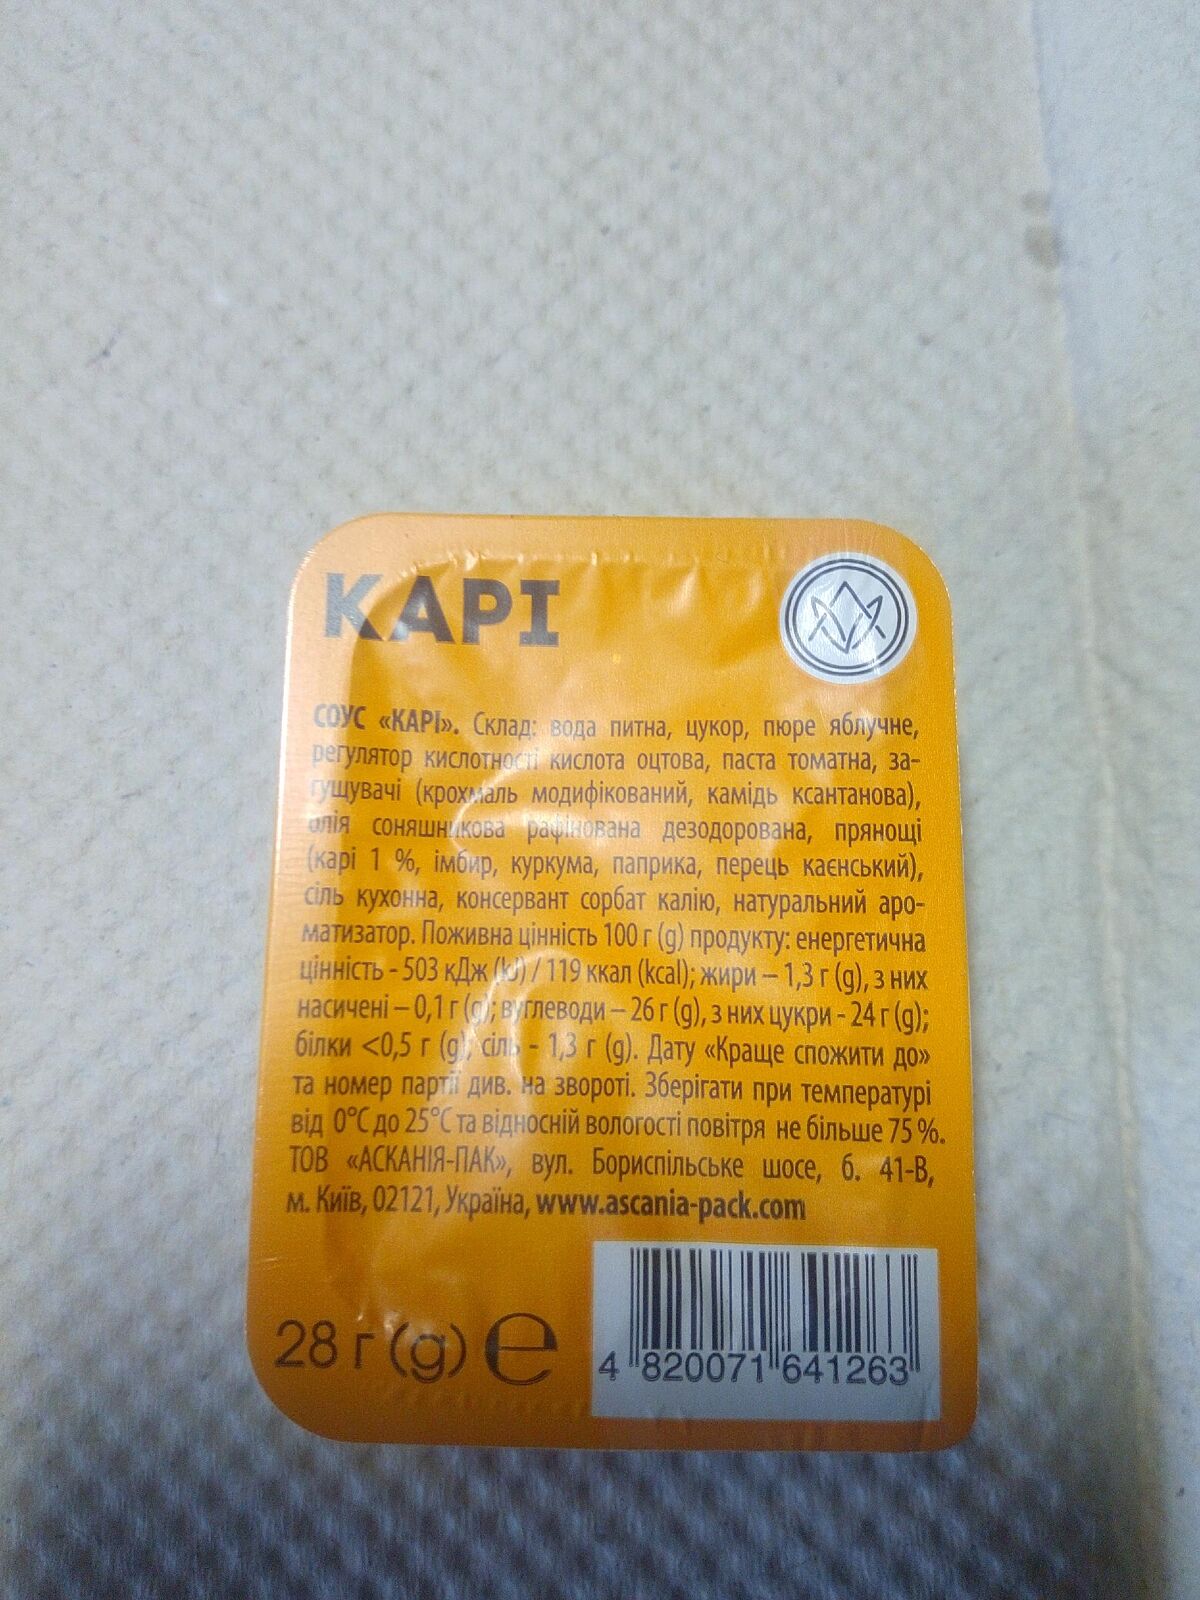 КАРІ
СОУС «КАРІ». Склад: вода питна, цукор, пюре яблучне,
регулятор кислотності кислота оцтова, паста томатна, за-
гущувачі (крохмаль модифікований, камідь ксантанова),
олія соняшникова рафінована дезодорована, прянощі
(карі 1 %, імбир, куркума, паприка, перець каєнський),
сіль кухонна, консервант сорбат калію, натуральний аро-
матизатор. Поживна цінність 100 г (g) продукту: енергетична
цінність - 503 кДж (kJ) / 119 ккал (kcal); жири – 1,3 г (g), з них
насичені – 0,1 г (g); вуглеводи – 26 г (g), з них цукри - 24 г (g);
білки <0,5 г (g), сіль - 1,3 г (g). Дату «Краще спожити до»
та номер партії див. на звороті. Зберігати при температурі
від 0°С до 25°С та відносній вологості повітря не більше 75 %.
ТОВ «АСКАНІЯ-ПАК», вул. Бориспільське шосе, б. 41-В,
м. Київ, 02121, Україна, www.ascania-pack.com
28 г (g) ℮
4 820071 641263